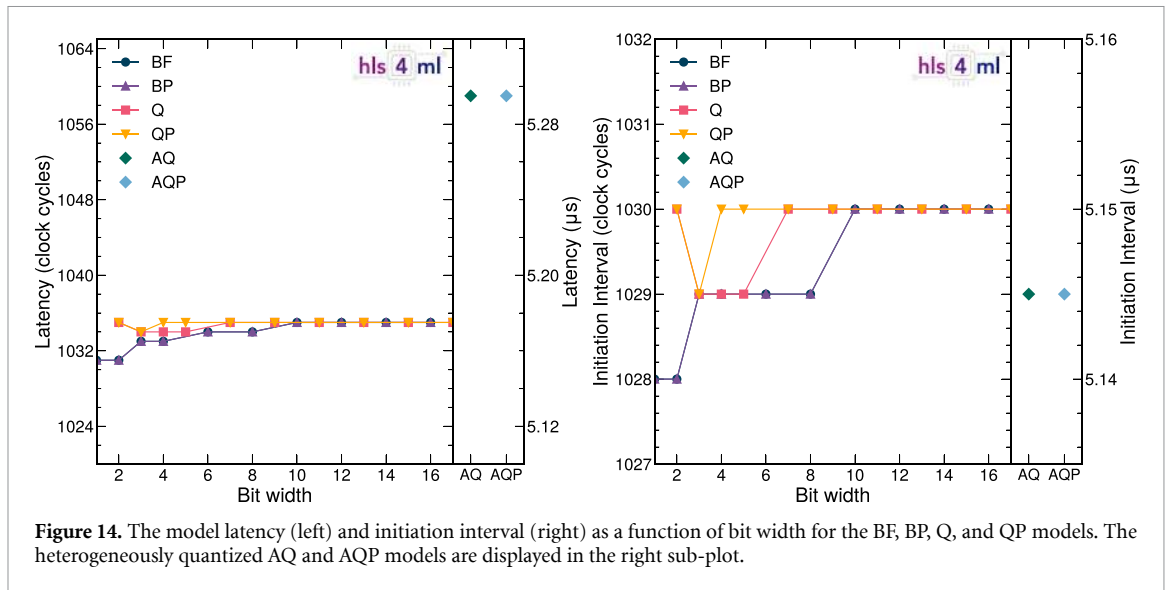 1064
1056
1048
1040
1032
1024
Latency (clock cycles)
BF
BP
Q
QP
AQ
AQP
hls 4 ml
2 4 6 8 10 12 14 16 AQ AQP
Bit width
5.28
5.20
5.12
Latency (µs)
1032
1031
1030
1029
1028
1027
Initiation Interval (clock cycles)
BF
BP
Q
QP
AQ
AQP
hls 4 ml
2 4 6 8 10 12 14 16 AQ AQP
Bit width
5.16
5.15
5.14
Initiation Interval (µs)
Figure 14. The model latency (left) and initiation interval (right) as a function of bit width for the BF, BP, Q, and QP models. The
heterogeneously quantized AQ and AQP models are displayed in the right sub-plot.